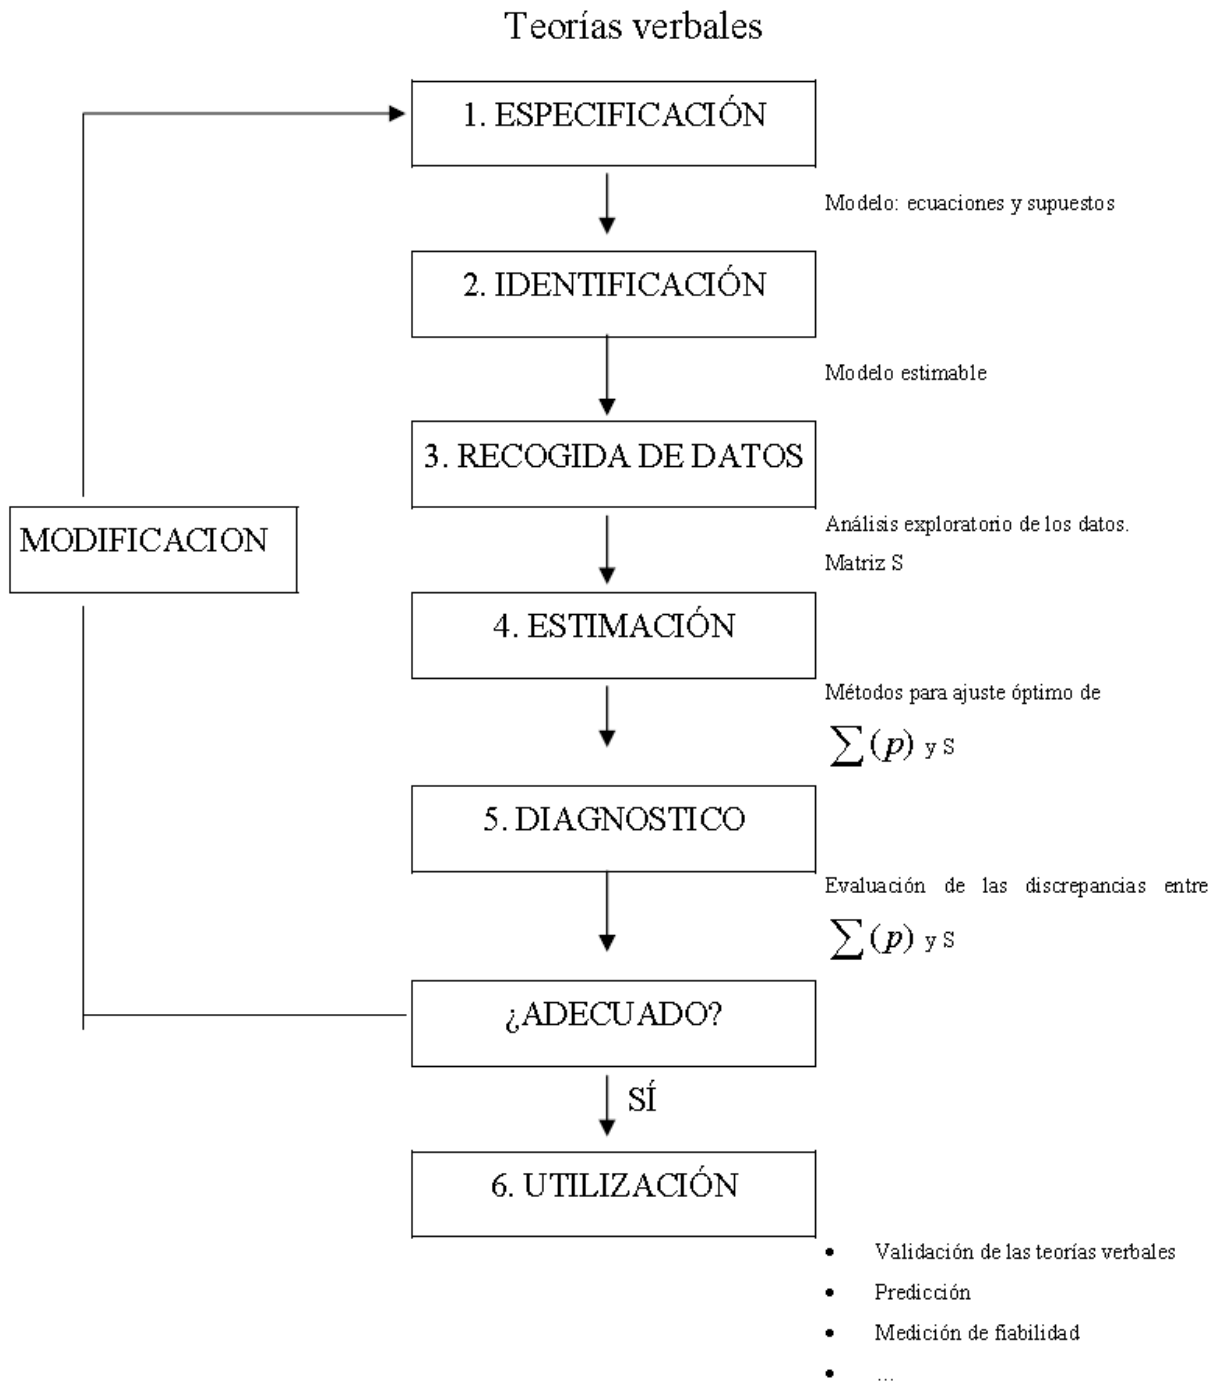 Teorías verbales
1. ESPECIFICACIÓN
Modelo: ecuaciones y supuestos
2. IDENTIFICACIÓN
Modelo estimable
3. RECOGIDA DE DATOS
MODIFICACION
Análisis exploratorio de los datos.
Matriz S
4. ESTIMACIÓN
Métodos para ajuste óptimo de
∑(p) y S
5. DIAGNOSTICO
Evaluación de las discrepancias entre
∑(p) y S
¿ADECUADO?
SÍ
6. UTILIZACIÓN
• Validación de las teorías verbales
• Predicción
• Medición de fiabilidad
• ...